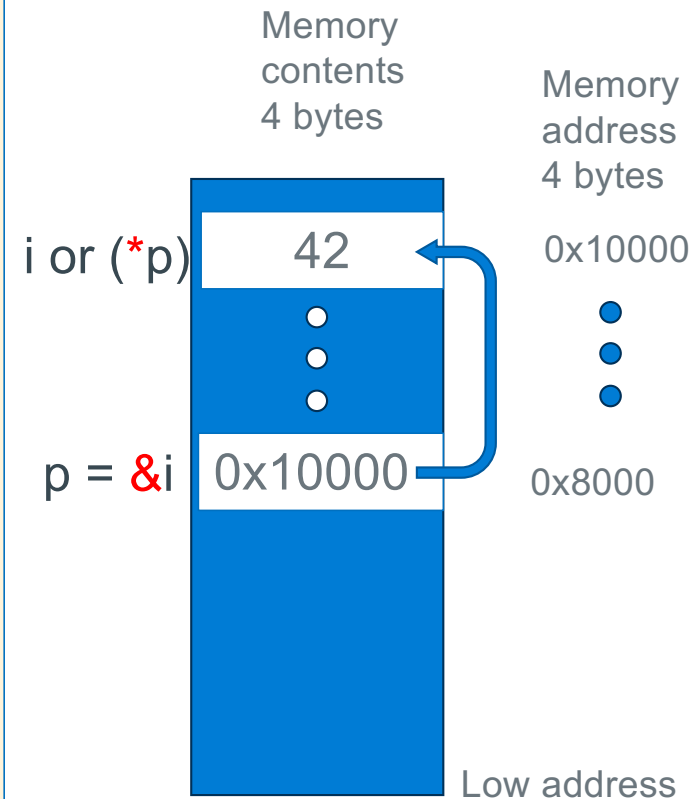 Memory
contents
4 bytes
Memory
address
4 bytes
i or (*p)
42
0x10000
p = &i
0x10000
0x8000
Low address